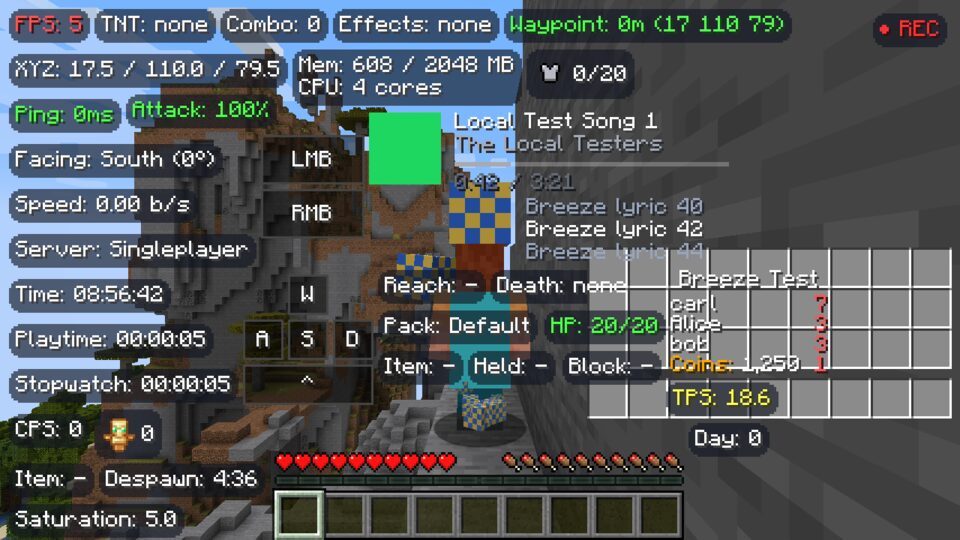 FPS: 5 TNT: none Combo: 0 Effects: none Waypoint: 0m (17 110 79) REC
XYZ: 17.5 / 110.0 / 79.5 Mem: 608 / 2048 MB
CPU: 4 cores
0/20
Ping: 0ms Attack: 100%
Local Test Song 1
The Local Testers
Facing: South (0º) LMB
0:42 / 3:21
Speed: 0.00 b/s RMB
Breeze lyric 40
Breeze lyric 42
Breeze lyric 44
Server: Singleplayer
Breeze Test
Time: 08:56:42 W Reach: - Death: none
carl 7
Alice 3
bob 3
Coins: 1,250 1
Playtime: 00:00:05 A S D Pack: Default HP: 20/20
Item: - Held: - Block: -
Stopwatch: 00:00:05 ^
TPS: 18.6
CPS: 0 0
Day: 0
Item: - Despawn: 4:36
Saturation: 5.0